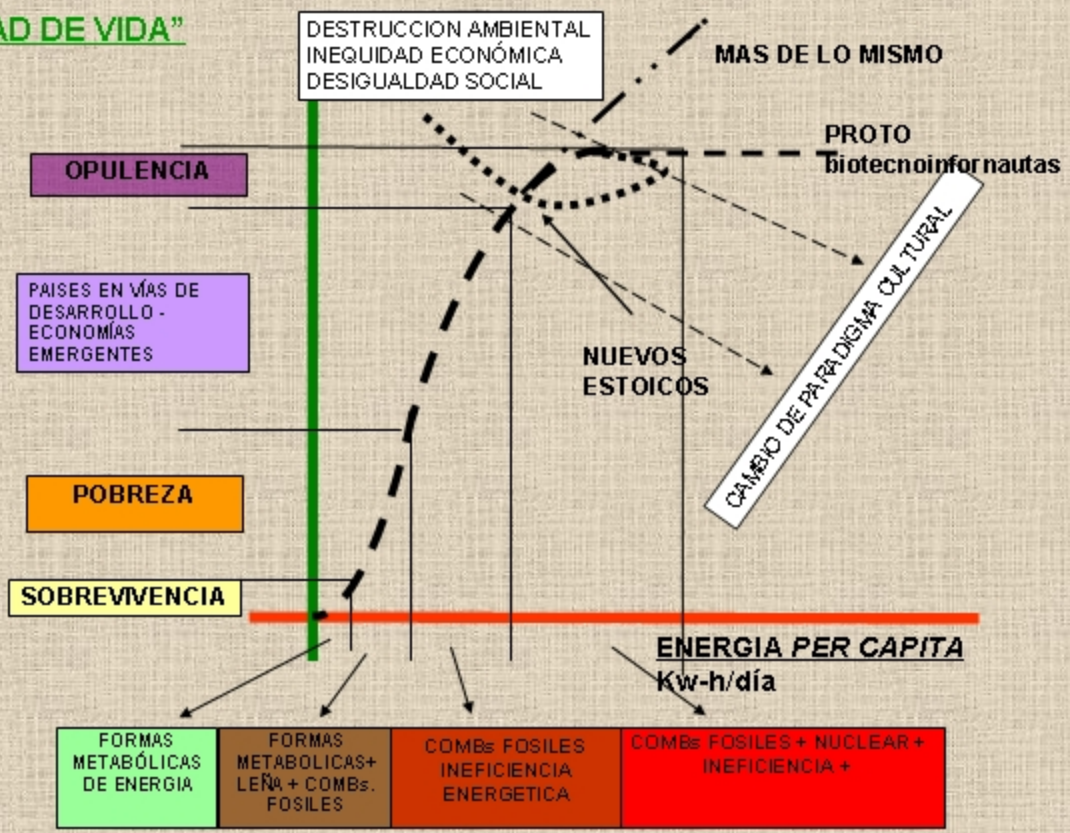 AD DE VIDA”
DESTRUCCION AMBIENTAL
INEQUIDAD ECONÓMICA
DESIGUALDAD SOCIAL
MAS DE LO MISMO
PROTO
biotecnoinfornautas
OPULENCIA
PAISES EN VÍAS DE
DESARROLLO -
ECONOMÍAS
EMERGENTES
NUEVOS
ESTOICOS
CAMBIO DE PARADIGMA CULTURAL
POBREZA
SOBREVIVENCIA
ENERGIA PER CAPITA
Kw-h/día
FORMAS
METABÓLICAS
DE ENERGIA
FORMAS
METABOLICAS+
LEÑA + COMBs.
FOSILES
COMBs FOSILES
INEFICIENCIA
ENERGETICA
COMBs FOSILES + NUCLEAR +
INEFICIENCIA +